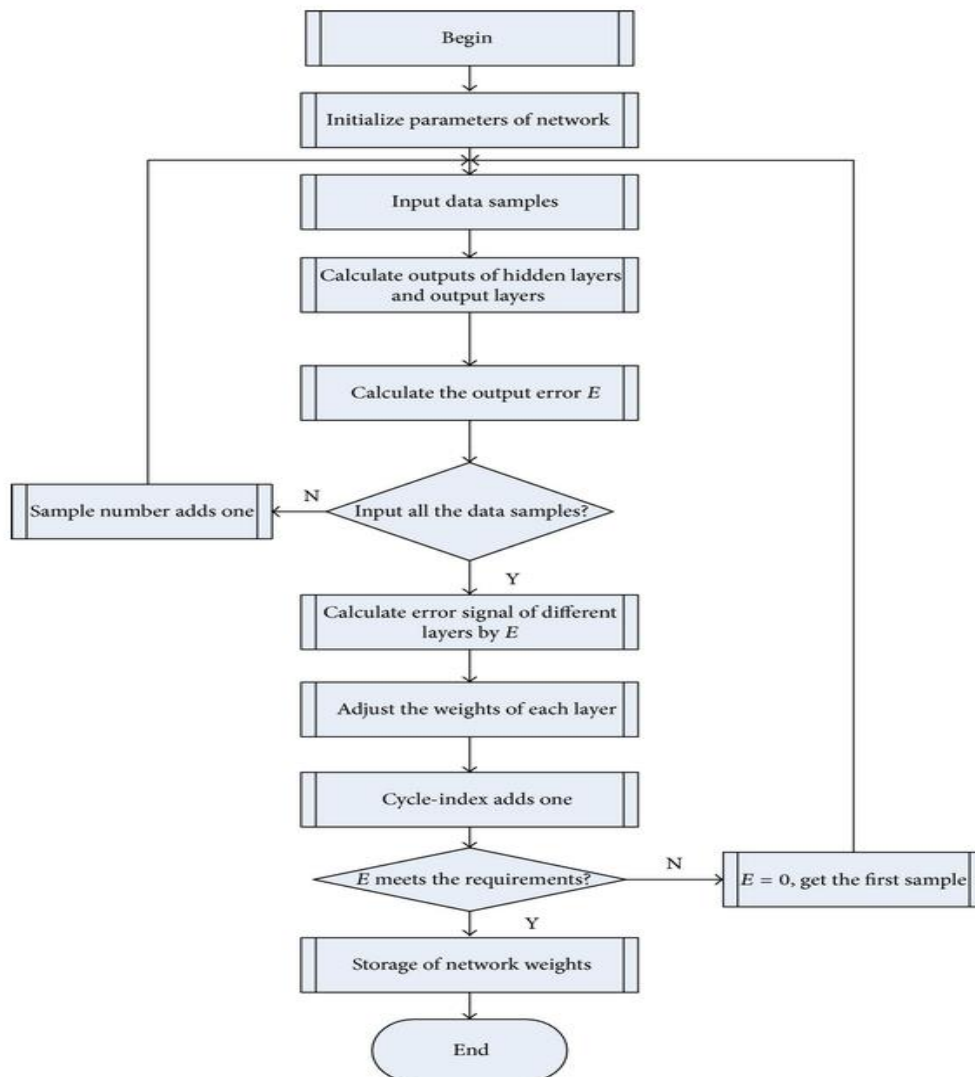 Begin
Initialize parameters of network
Input data samples
Calculate outputs of hidden layers
and output layers
Calculate the output error E
Input all the data samples?
N
Sample number adds one
Y
Calculate error signal of different
layers by E
Adjust the weights of each layer
Cycle-index adds one
E meets the requirements?
N
E = 0, get the first sample
Y
Storage of network weights
End